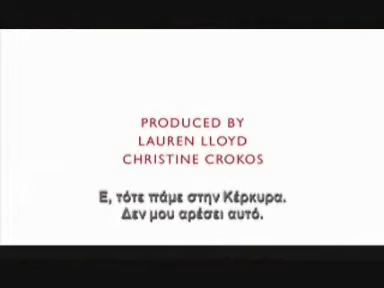 PRODUCED BY
LAUREN LLOYD
CHRISTINE CROKOS
Ε, τότε πάμε στην Κέρκυρα.
Δεν μου αρέσει αυτό.